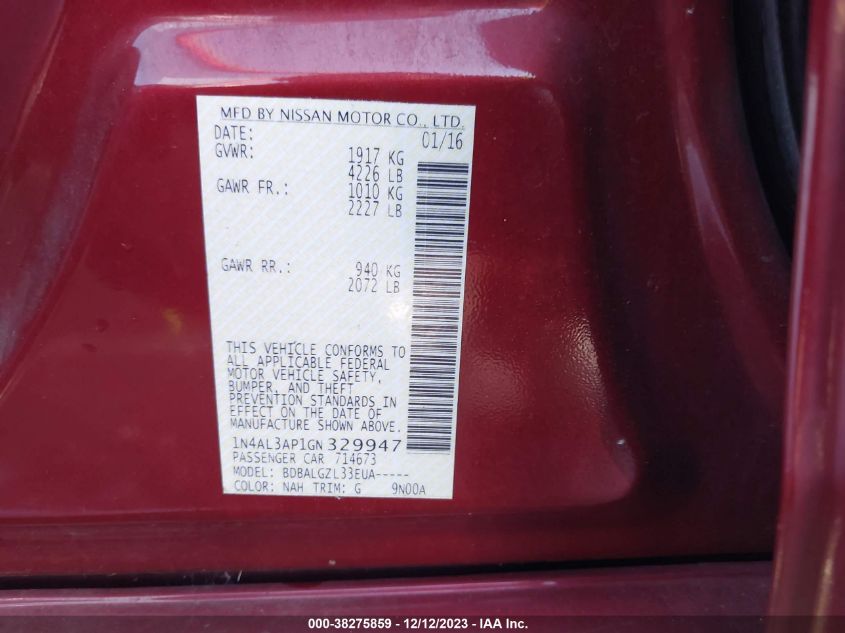 MFD BY NISSAN MOTOR CO., LTD.
DATE: 01/16
GVWR: 1917 KG
4226 LB
GAWR FR.: 1010 KG
2227 LB
GAWR RR.: 940 KG
2072 LB
THIS VEHICLE CONFORMS TO
ALL APPLICABLE FEDERAL
MOTOR VEHICLE SAFETY,
BUMPER, AND THEFT
PREVENTION STANDARDS IN
EFFECT ON THE DATE OF
MANUFACTURE SHOWN ABOVE.
1N4AL3AP1GN 329947
PASSENGER CAR 714673
MODEL: BDBALGZL33EUA-----
COLOR: NAH TRIM: G 9N00A
000-38275859 - 12/12/2023 - IAA Inc.